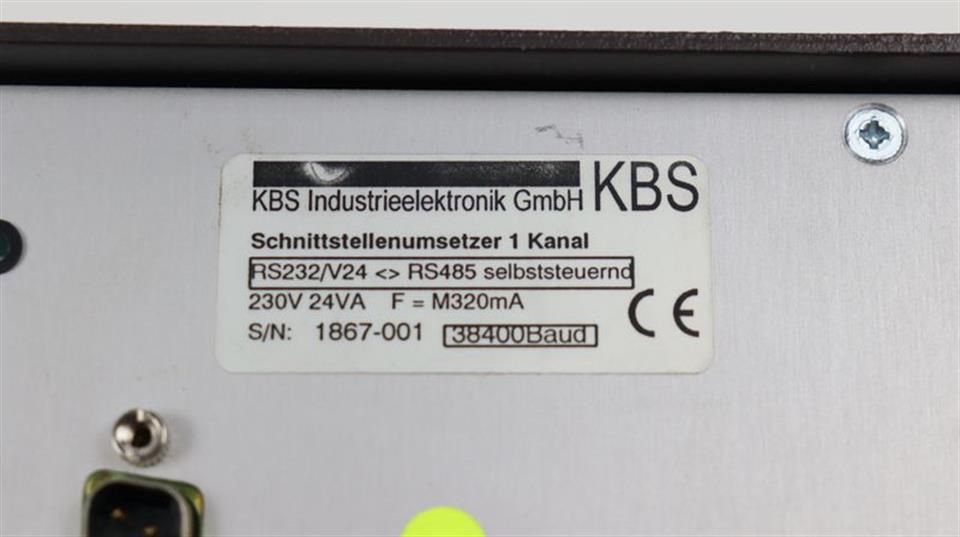 KBS Industrieelektronik GmbH KBS
Schnittstellenumsetzer 1 Kanal
RS232/V24 <> RS485 selbststeuernd
230V 24VA F = M320mA
S/N: 1867-001 38400Baud
CE